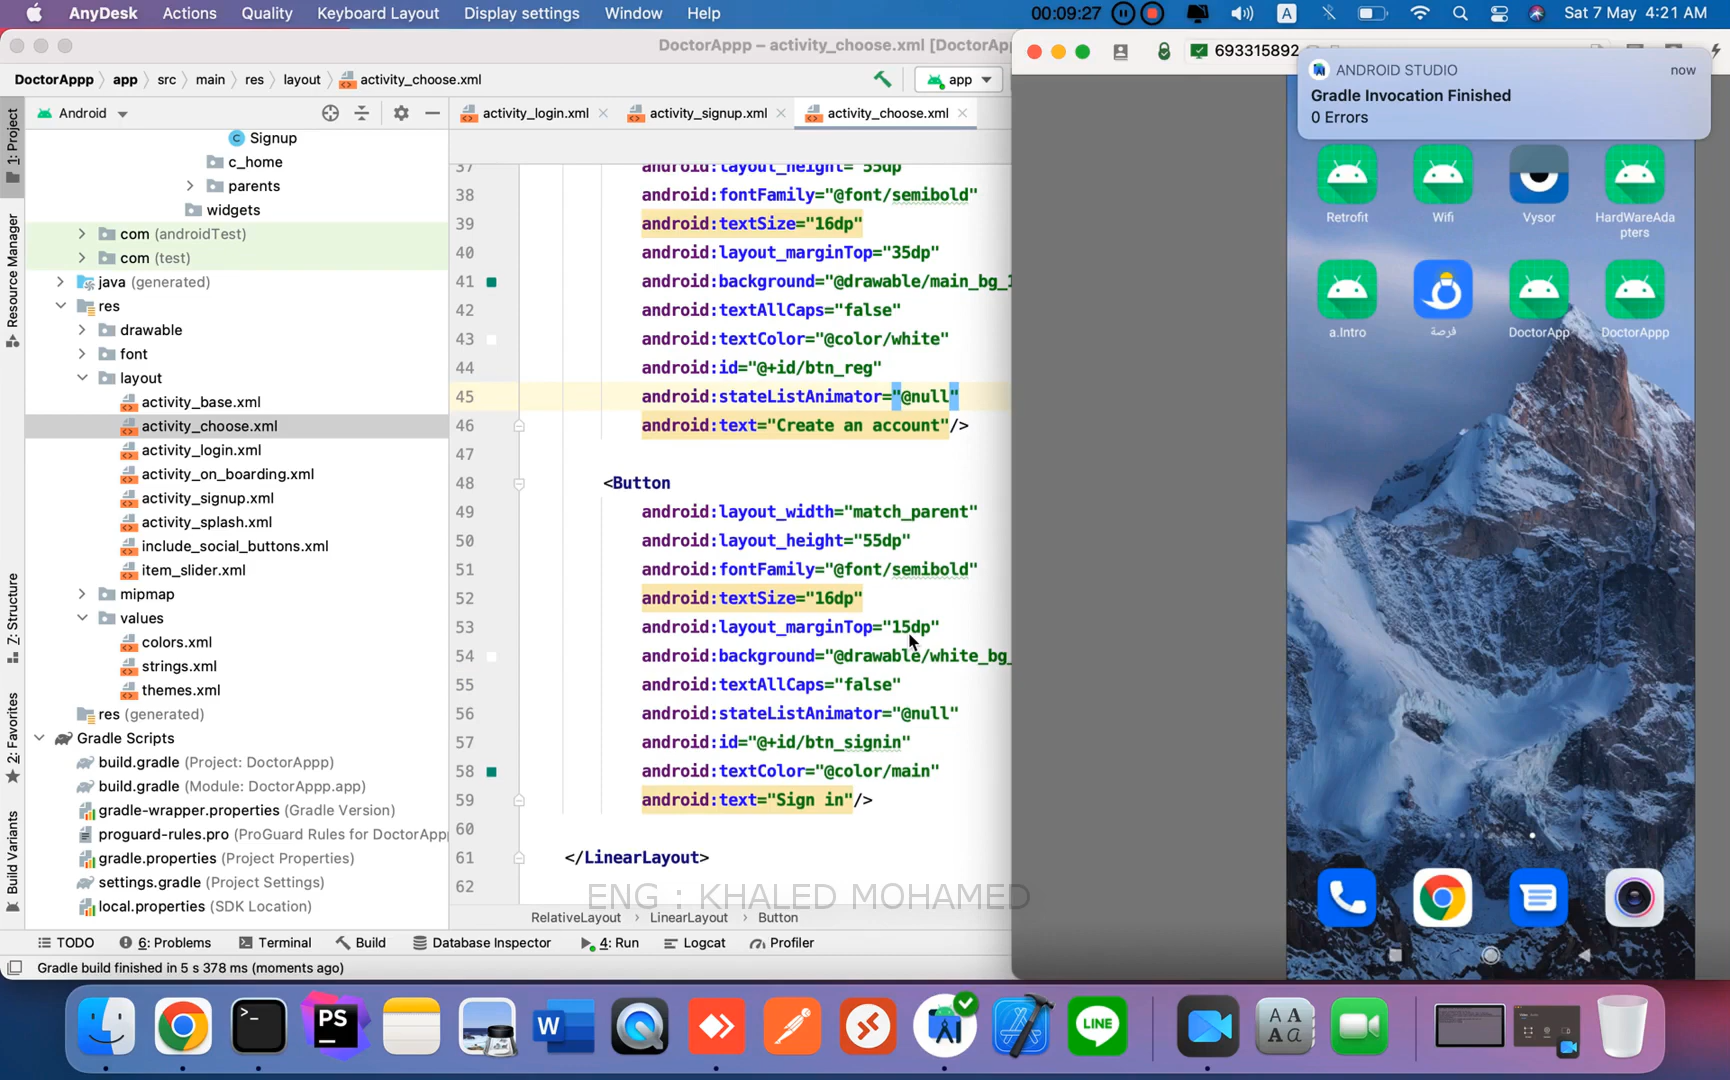 AnyDesk Actions Quality Keyboard Layout Display settings Window Help 00:09:27 A Sat 7 May 4:21 AM
DoctorAppp – activity_choose.xml [DoctorApp
693315892
DoctorAppp app src main res layout activity_choose.xml
app
ANDROID STUDIO now
Gradle Invocation Finished
0 Errors
Android
activity_login.xml activity_signup.xml activity_choose.xml
1: Project
Resource Manager
Z: Structure
2: Favorites
Build Variants
Signup
c_home
parents
widgets
com (androidTest)
com (test)
java (generated)
res
drawable
font
layout
activity_base.xml
activity_choose.xml
activity_login.xml
activity_on_boarding.xml
activity_signup.xml
activity_splash.xml
include_social_buttons.xml
item_slider.xml
mipmap
values
colors.xml
strings.xml
themes.xml
res (generated)
Gradle Scripts
build.gradle (Project: DoctorAppp)
build.gradle (Module: DoctorAppp.app)
gradle-wrapper.properties (Gradle Version)
proguard-rules.pro (ProGuard Rules for DoctorApp
gradle.properties (Project Properties)
settings.gradle (Project Settings)
local.properties (SDK Location)
37 android:layout_height="55dp"
38 android:fontFamily="@font/semibold"
39 android:textSize="16dp"
40 android:layout_marginTop="35dp"
41 android:background="@drawable/main_bg_1
42 android:textAllCaps="false"
43 android:textColor="@color/white"
44 android:id="@+id/btn_reg"
45 android:stateListAnimator="@null"
46 android:text="Create an account"/>
47
48 <Button
49 android:layout_width="match_parent"
50 android:layout_height="55dp"
51 android:fontFamily="@font/semibold"
52 android:textSize="16dp"
53 android:layout_marginTop="15dp"
54 android:background="@drawable/white_bg_
55 android:textAllCaps="false"
56 android:stateListAnimator="@null"
57 android:id="@+id/btn_signin"
58 android:textColor="@color/main"
59 android:text="Sign in"/>
60
61 </LinearLayout>
62
ENG : KHALED MOHAMED
RelativeLayout LinearLayout Button
TODO 6: Problems Terminal Build Database Inspector 4: Run Logcat Profiler
Gradle build finished in 5 s 378 ms (moments ago)
Retrofit Wifi Vysor HardWareAda
pters
a.Intro فرصة DoctorApp DoctorAppp
>_ PS W LINE A A
A a